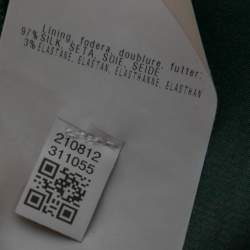 Lining, fodera, doublure, futter:
97% SILK, SETA, SOIE, SEIDE
3% ELASTANE, ELASTAN, ELASTHANNE, ELASTHAN
210812
311055